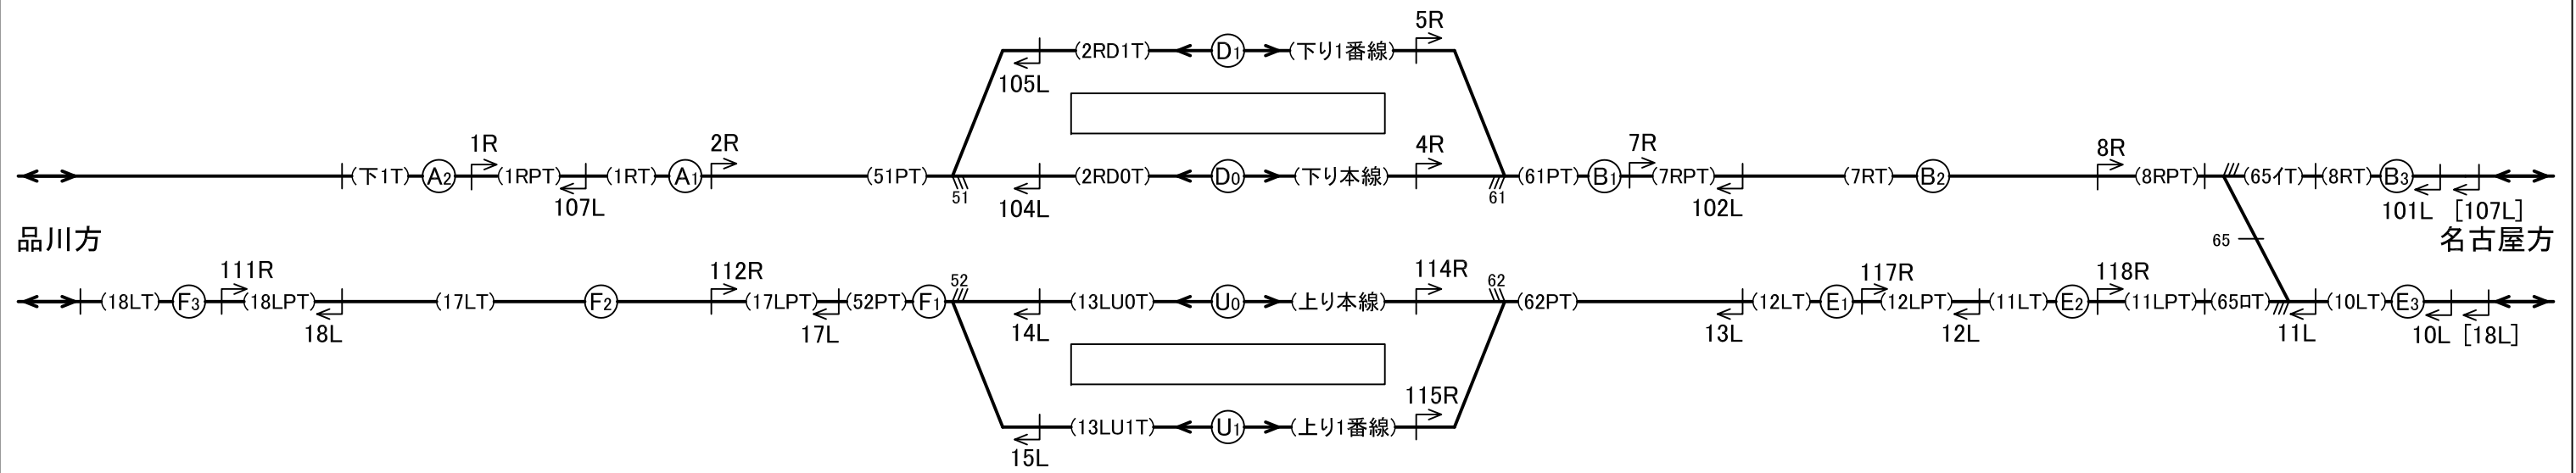 5R
(2RD1T) D1 (下り1番線)
105L
1R 2R 4R 7R 8R
(下1T) A2 (1RPT) (1RT) A1 (51PT) (2RD0T) D0 (下り本線) (61PT) B1 (7RPT) (7RT) B2 (8RPT) (65イT) (8RT) B3
107L 51 104L 61 102L 101L [107L]
品川方 65 名古屋方
111R 112R 52 114R 62 117R 118R
(18LT) F3 (18LPT) (17LT) F2 (17LPT) (52PT) F1 (13LU0T) U0 (上り本線) (62PT) (12LT) E1 (12LPT) (11LT) E2 (11LPT) (65ロT) (10LT) E3
18L 17L 14L 13L 12L 11L 10L [18L]
115R
(13LU1T) U1 (上り1番線)
15L